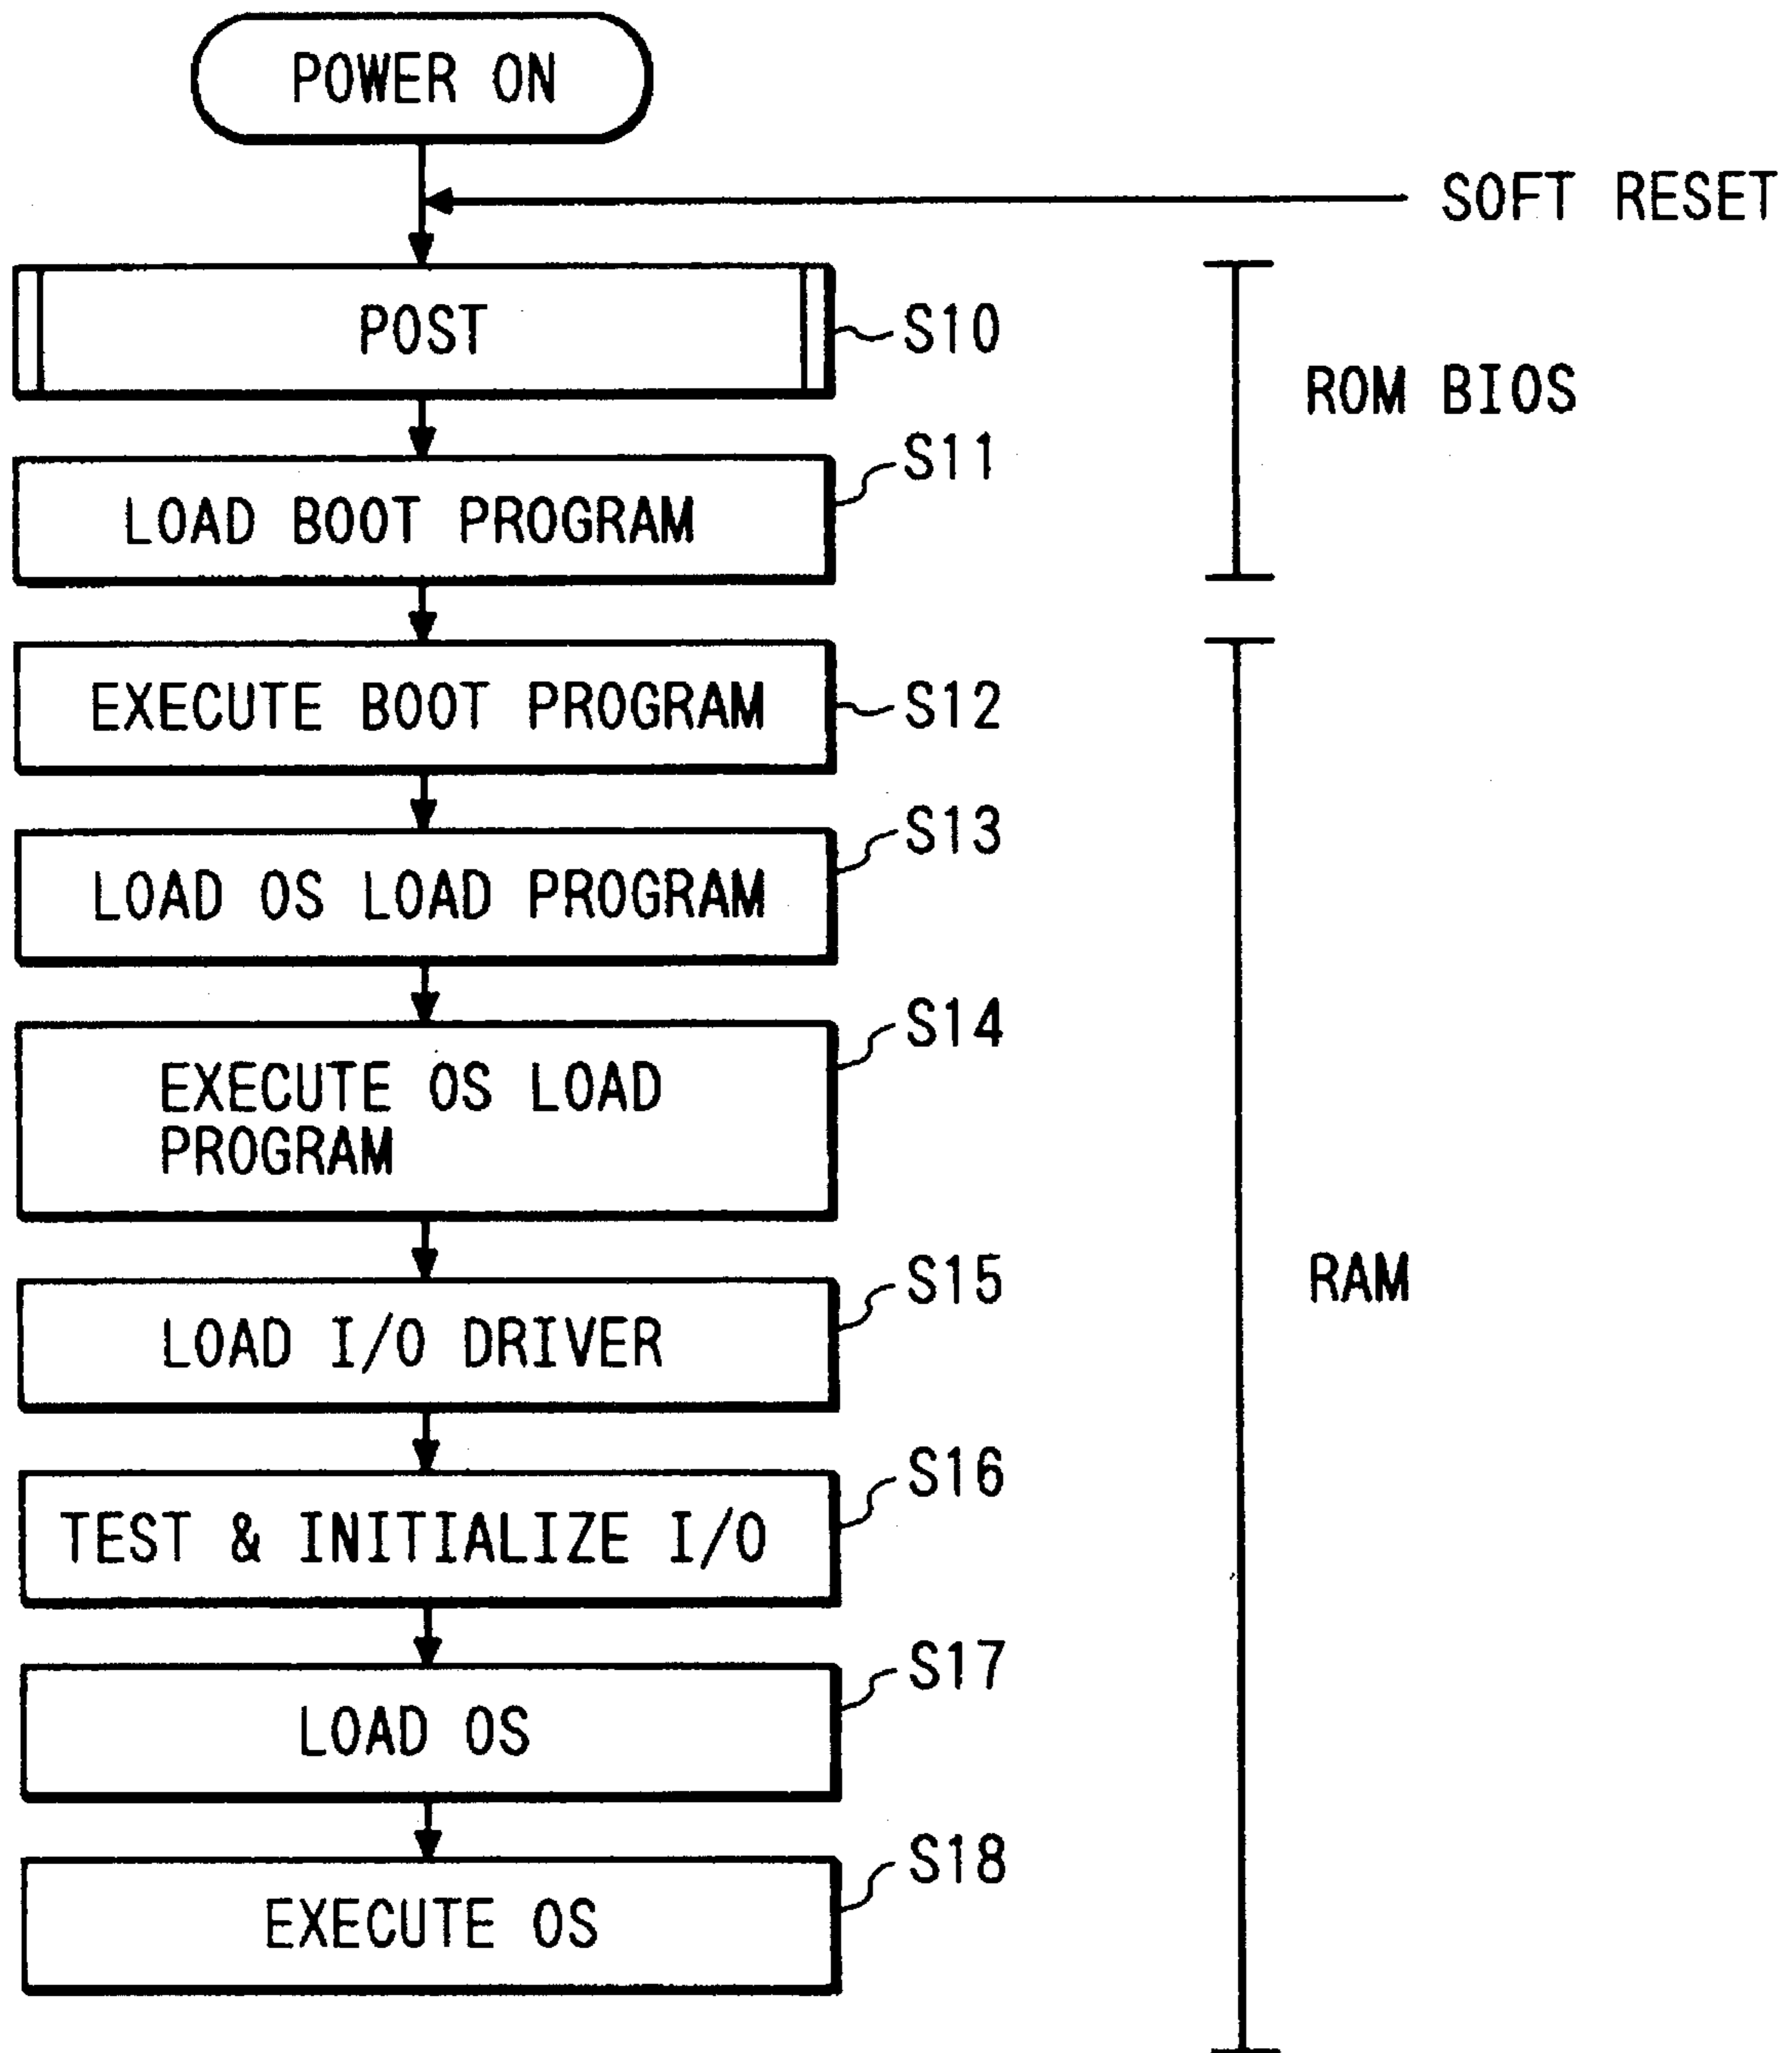 POWER ON
SOFT RESET
POST
S10
ROM BIOS
S11
LOAD BOOT PROGRAM
EXECUTE BOOT PROGRAM
S12
S13
LOAD OS LOAD PROGRAM
S14
EXECUTE OS LOAD
PROGRAM
S15
RAM
LOAD I/O DRIVER
S16
TEST & INITIALIZE I/O
S17
LOAD OS
S18
EXECUTE OS